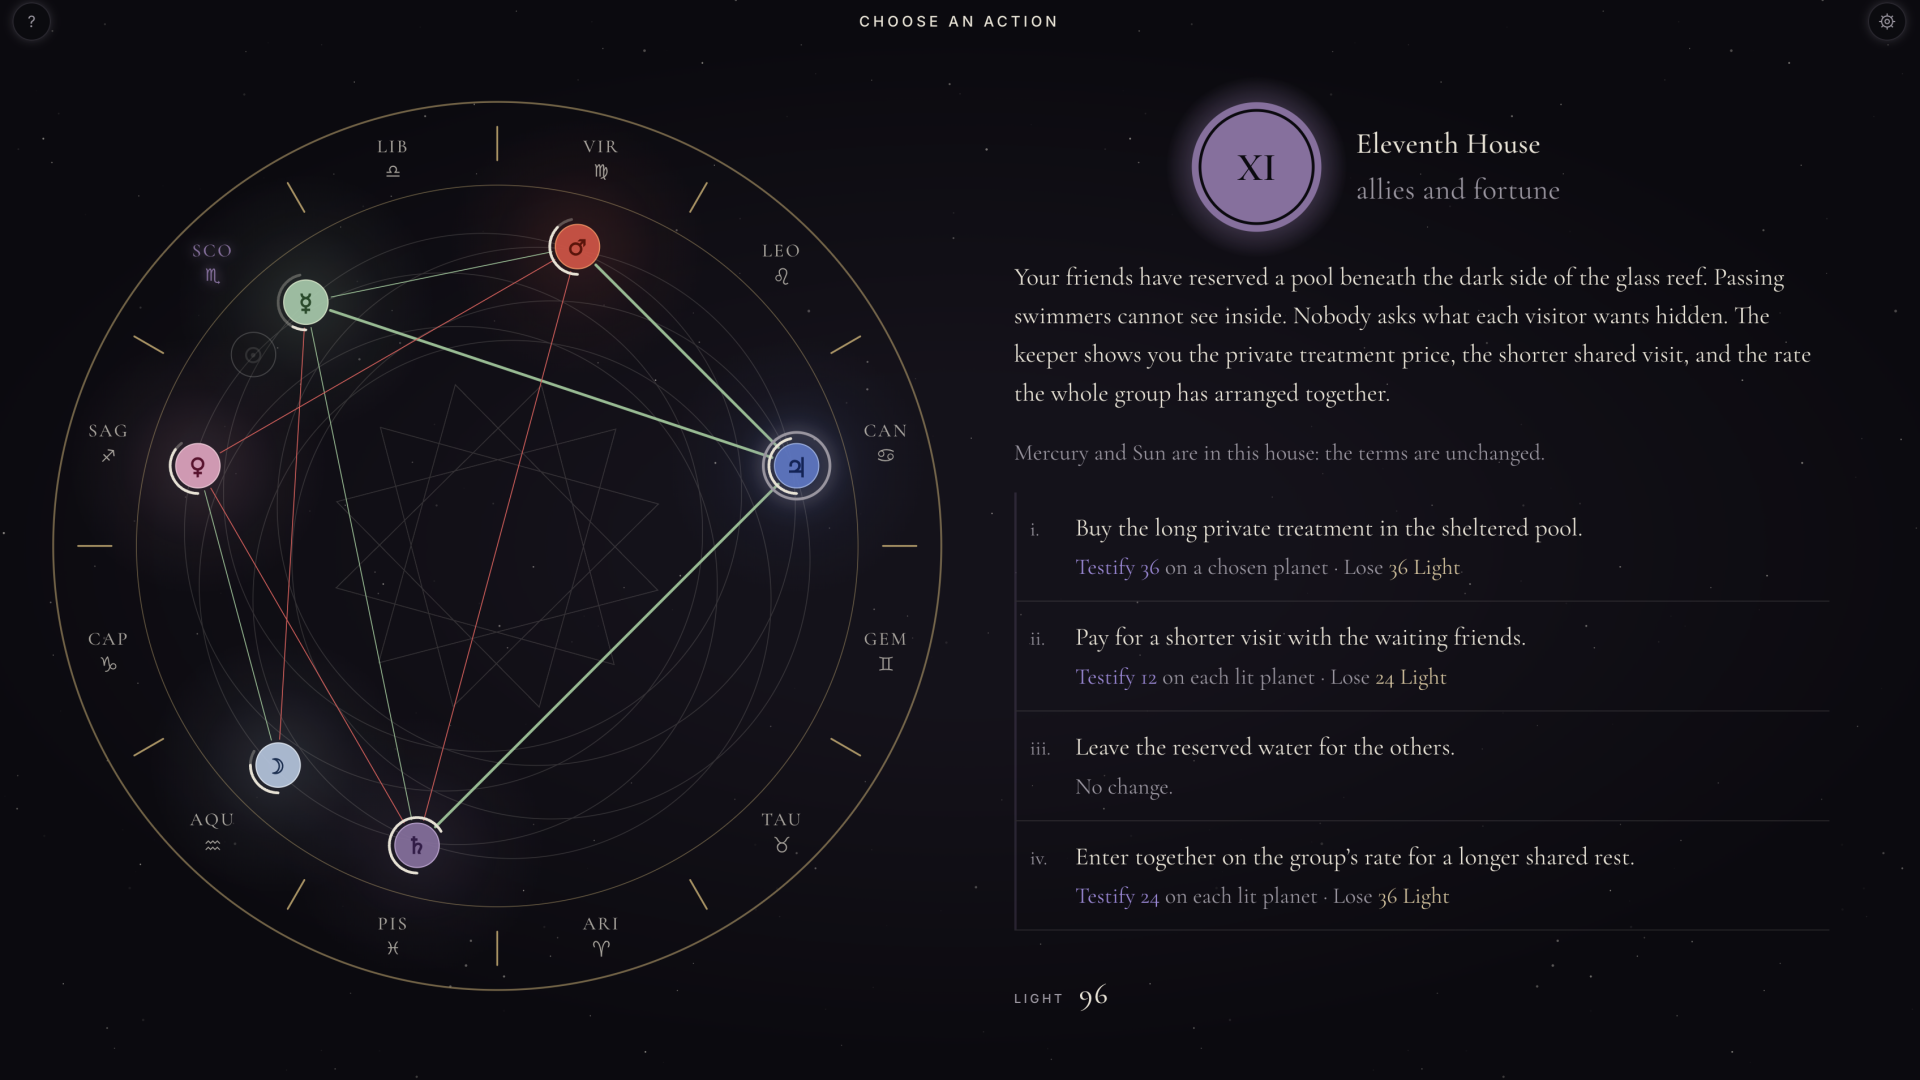 ?
CHOOSE AN ACTION
LIB
♎
VIR
♍
SCO
♏
LEO
♌
♂
☿
SAG
♐
CAN
♋
♀
♃
CAP
♑
GEM
♊
☽
AQU
♒
TAU
♉
♄
PIS
♓
ARI
♈
XI
Eleventh House
allies and fortune
Your friends have reserved a pool beneath the dark side of the glass reef. Passing
swimmers cannot see inside. Nobody asks what each visitor wants hidden. The
keeper shows you the private treatment price, the shorter shared visit, and the rate
the whole group has arranged together.
Mercury and Sun are in this house: the terms are unchanged.
i. Buy the long private treatment in the sheltered pool.
Testify 36 on a chosen planet · Lose 36 Light
ii. Pay for a shorter visit with the waiting friends.
Testify 12 on each lit planet · Lose 24 Light
iii. Leave the reserved water for the others.
No change.
iv. Enter together on the group’s rate for a longer shared rest.
Testify 24 on each lit planet · Lose 36 Light
LIGHT 96